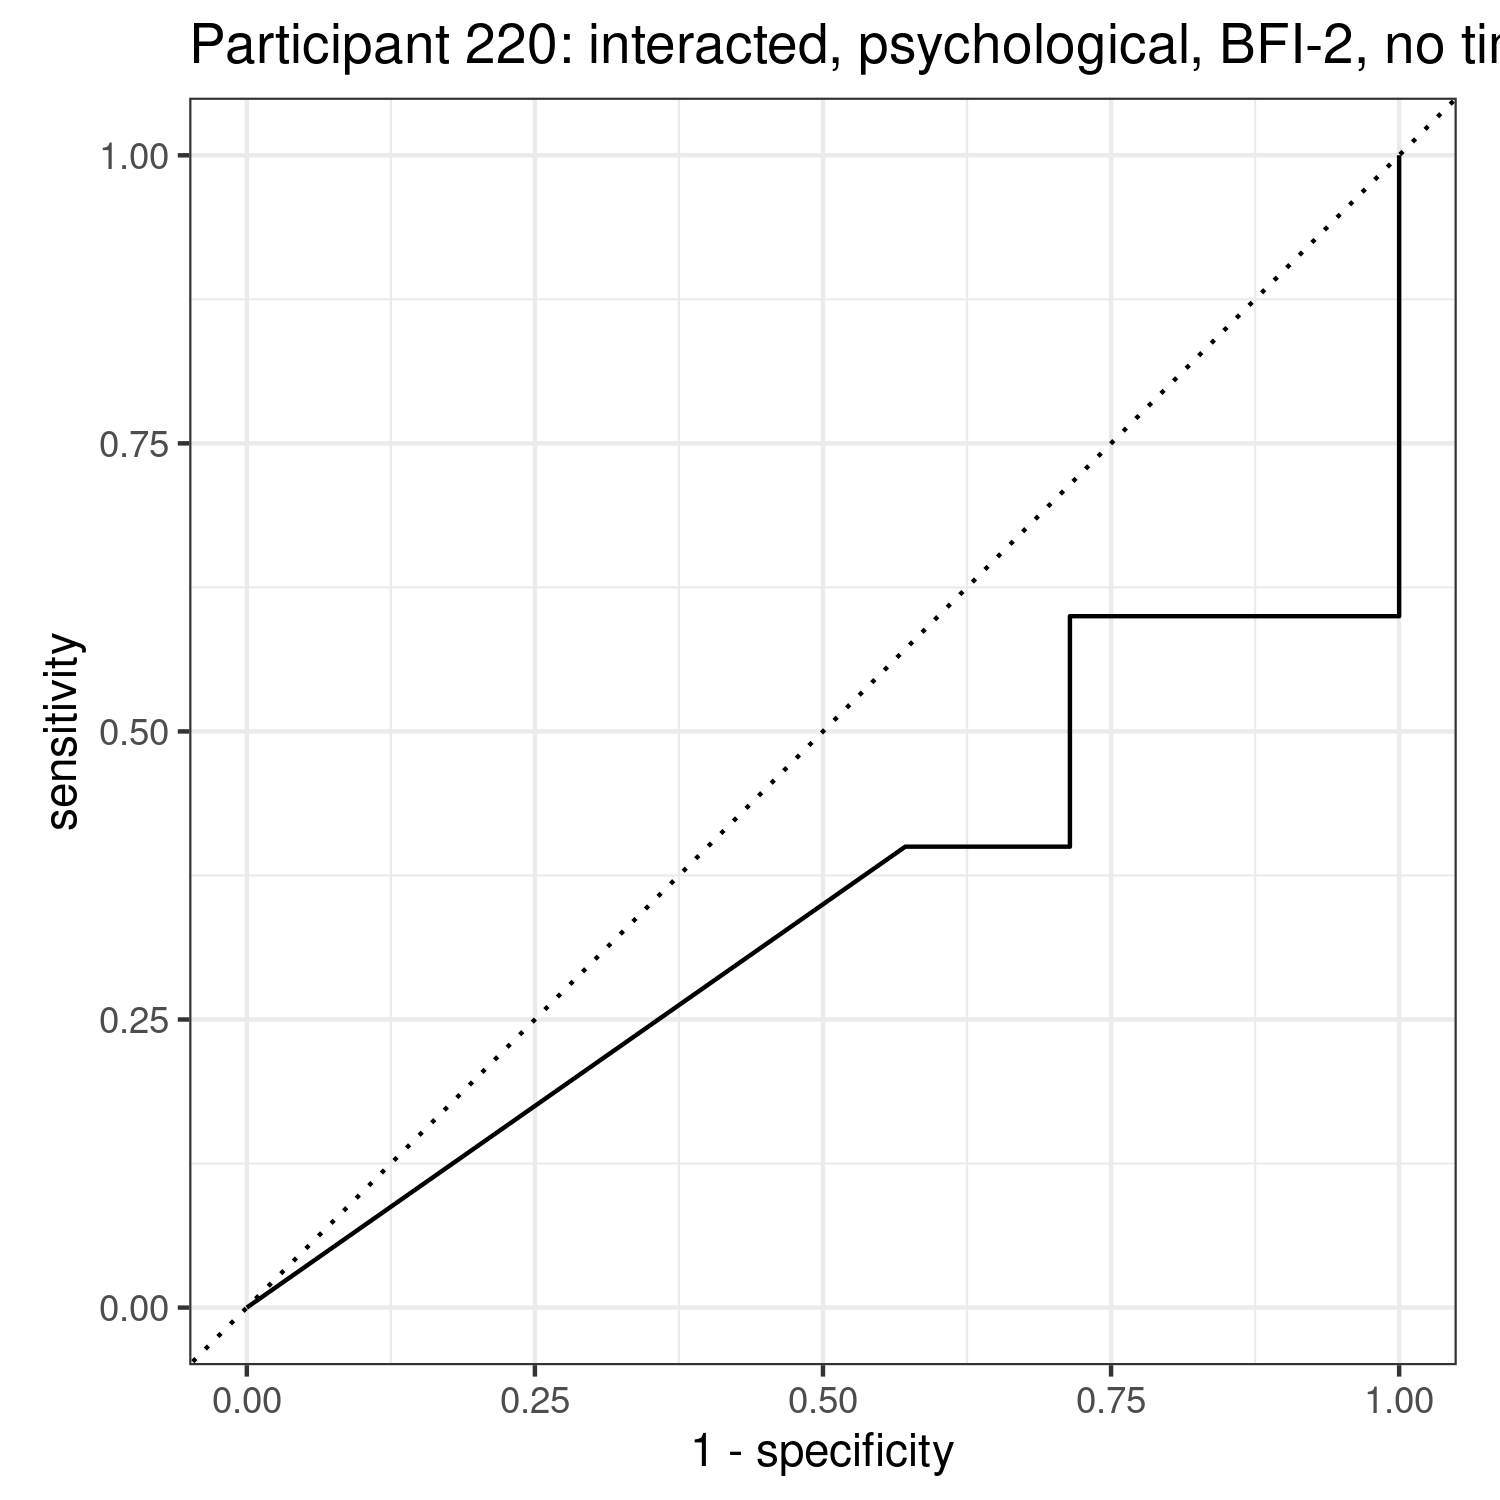 Participant 220: interacted, psychological, BFI-2, no
1.00
0.75
0.50
0.25
0.00
sensitivity
0.00 0.25 0.50 0.75 1.00
1 - specificity